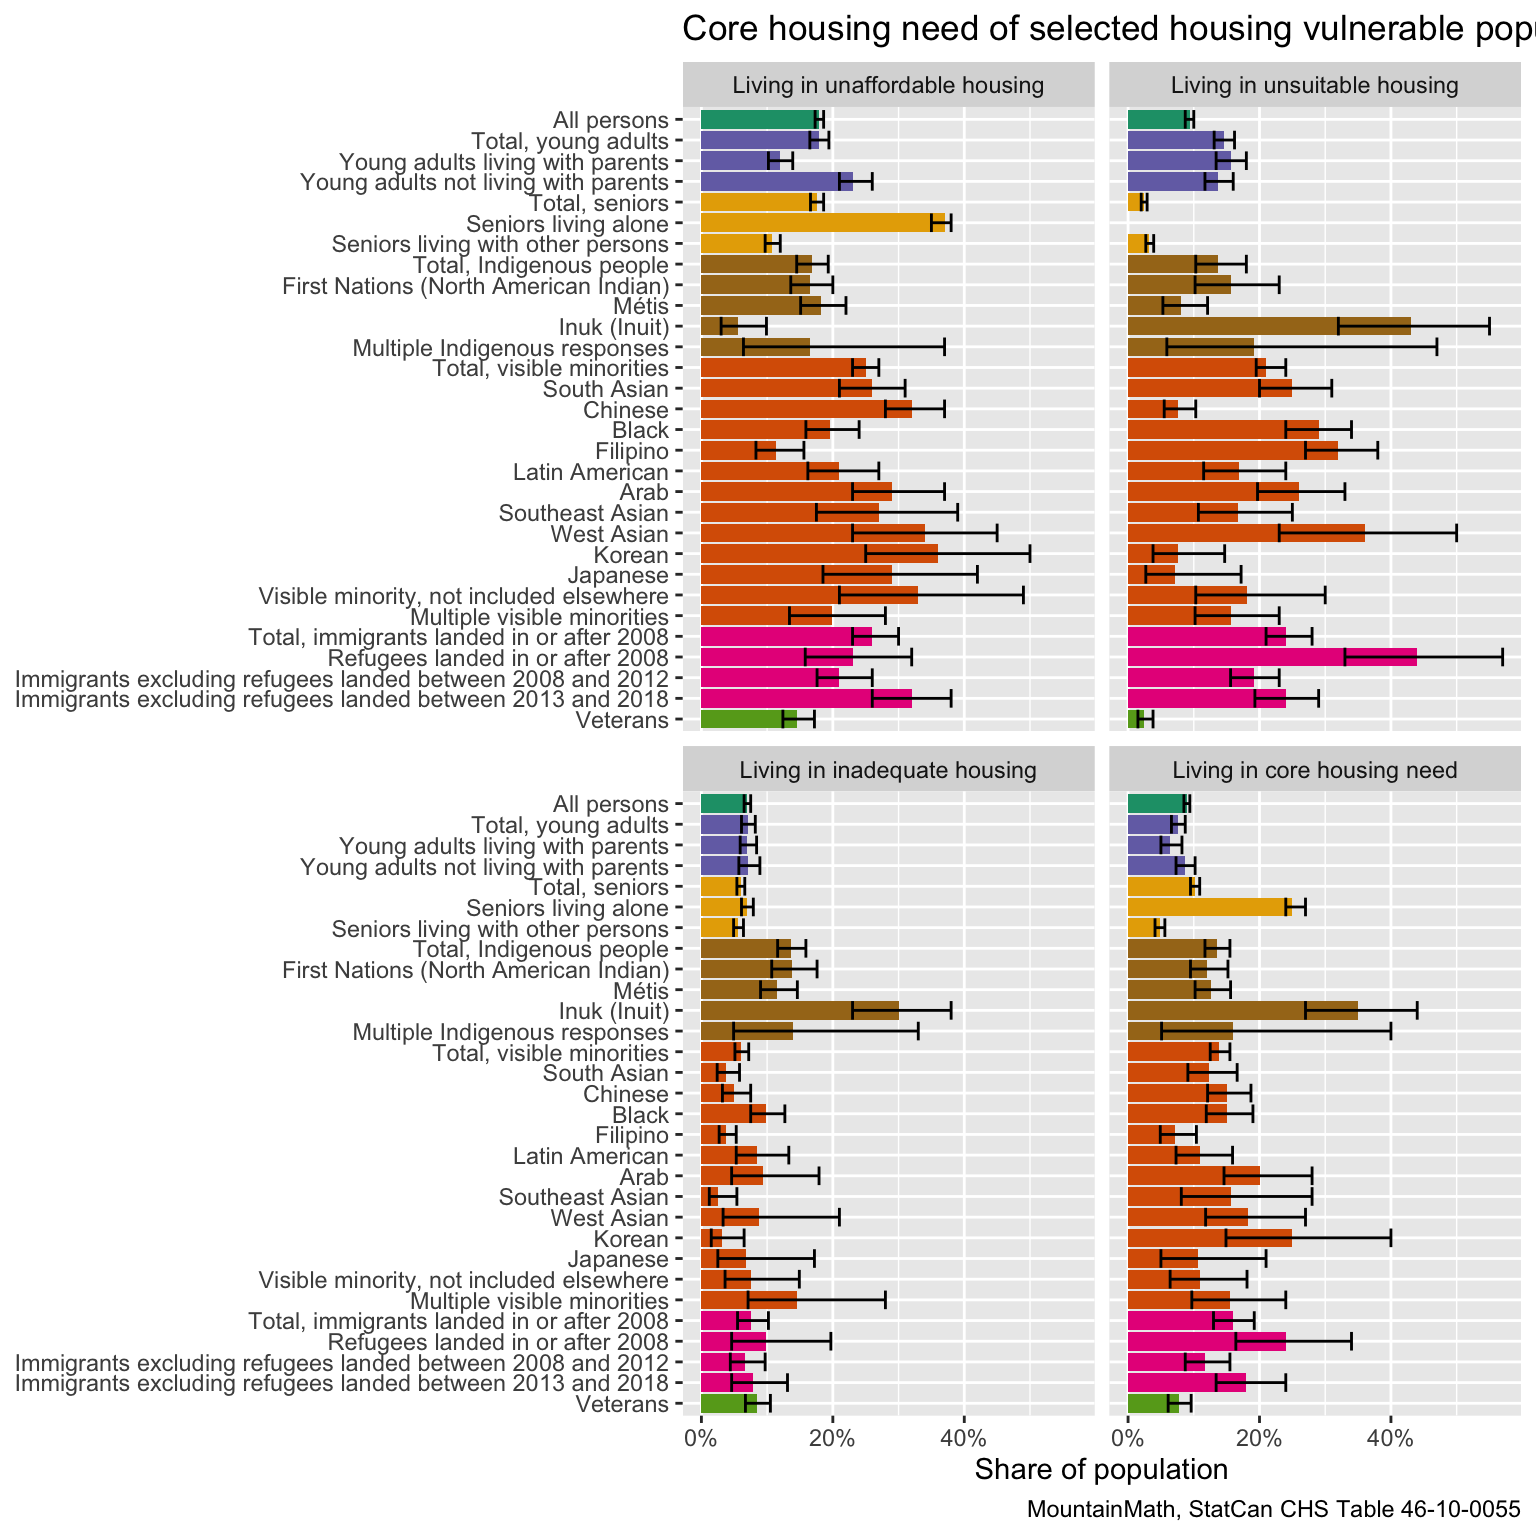 Core housing need of selected housing vulnerable popu
Living in unaffordable housing
Living in unsuitable housing
All persons
Total, young adults
Young adults living with parents
Young adults not living with parents
Total, seniors
Seniors living alone
Seniors living with other persons
Total, Indigenous people
First Nations (North American Indian)
Métis
Inuk (Inuit)
Multiple Indigenous responses
Total, visible minorities
South Asian
Chinese
Black
Filipino
Latin American
Arab
Southeast Asian
West Asian
Korean
Japanese
Visible minority, not included elsewhere
Multiple visible minorities
Total, immigrants landed in or after 2008
Refugees landed in or after 2008
Immigrants excluding refugees landed between 2008 and 2012
Immigrants excluding refugees landed between 2013 and 2018
Veterans
Living in inadequate housing
Living in core housing need
All persons
Total, young adults
Young adults living with parents
Young adults not living with parents
Total, seniors
Seniors living alone
Seniors living with other persons
Total, Indigenous people
First Nations (North American Indian)
Métis
Inuk (Inuit)
Multiple Indigenous responses
Total, visible minorities
South Asian
Chinese
Black
Filipino
Latin American
Arab
Southeast Asian
West Asian
Korean
Japanese
Visible minority, not included elsewhere
Multiple visible minorities
Total, immigrants landed in or after 2008
Refugees landed in or after 2008
Immigrants excluding refugees landed between 2008 and 2012
Immigrants excluding refugees landed between 2013 and 2018
Veterans
0% 20% 40% 0% 20% 40%
Share of population
MountainMath, StatCan CHS Table 46-10-0055